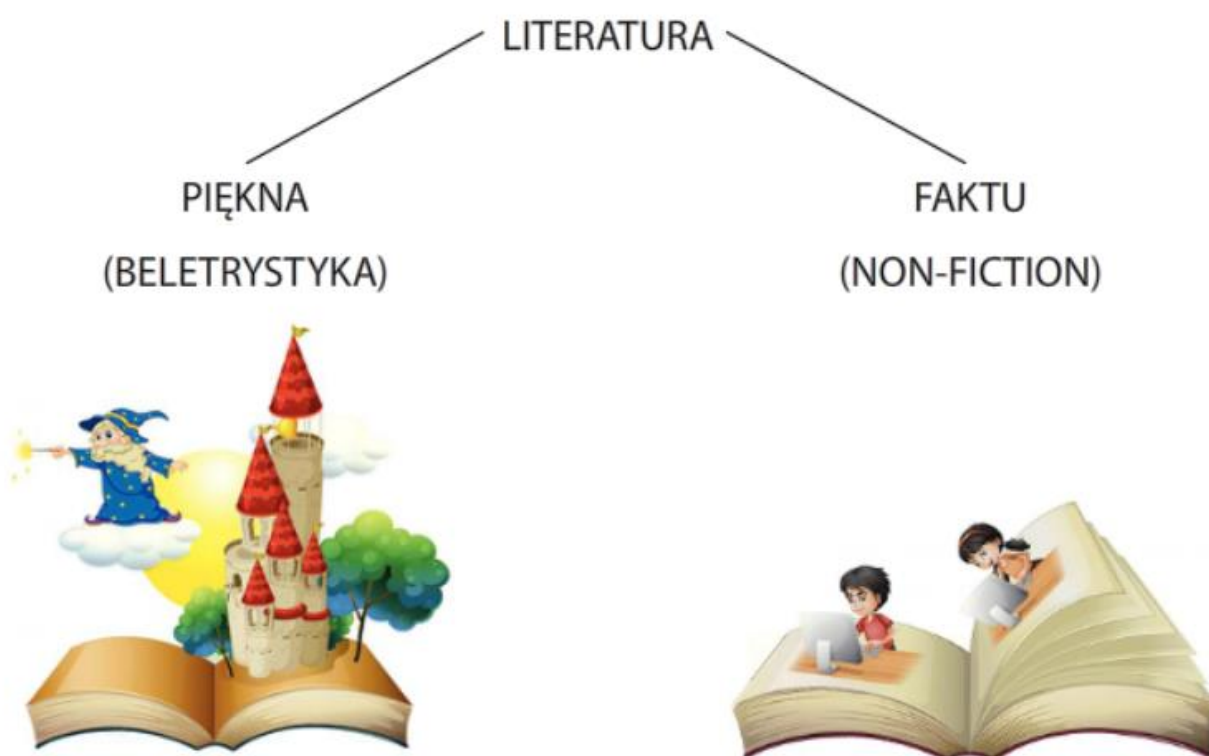 LITERATURA
PIĘKNA
(BELETRYSTYKA)
FAKTU
(NON-FICTION)